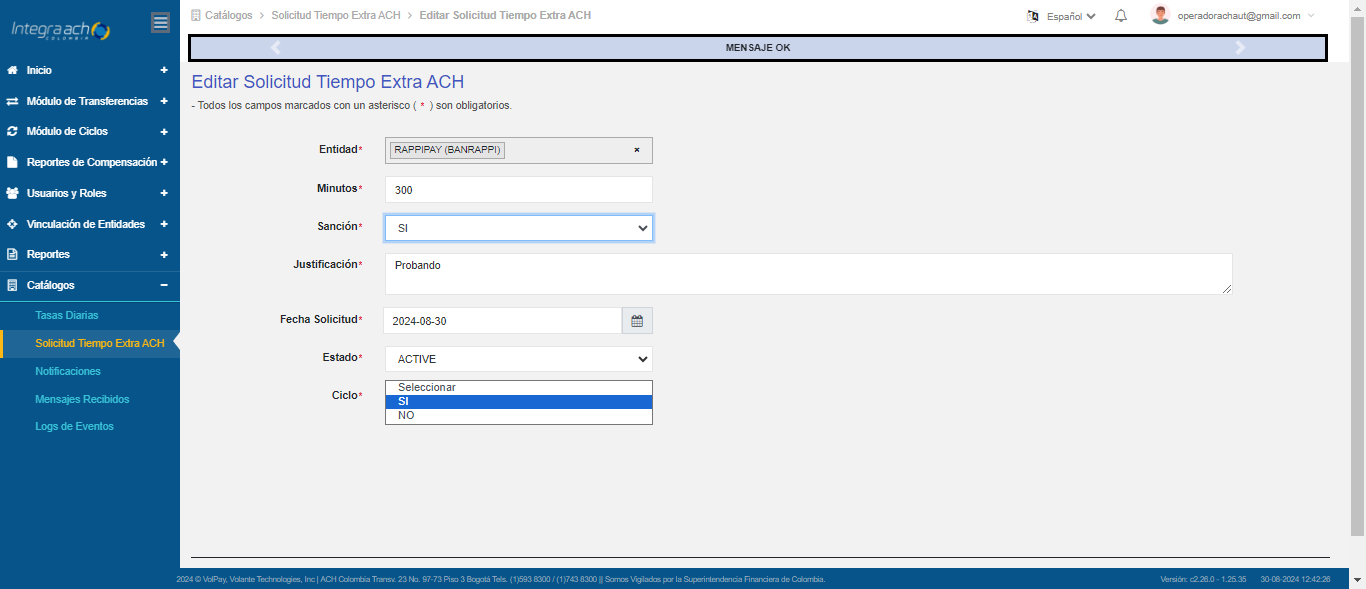 Integra ach
COLOMBIA
Catálogos > Solicitud Tiempo Extra ACH > Editar Solicitud Tiempo Extra ACH
Español
operadorachaut@gmail.com
MENSAJE OK
Inicio +
Módulo de Transferencias +
Módulo de Ciclos +
Reportes de Compensación +
Usuarios y Roles +
Vinculación de Entidades +
Reportes +
Catálogos −
Tasas Diarias
Solicitud Tiempo Extra ACH
Notificaciones
Mensajes Recibidos
Logs de Eventos
Editar Solicitud Tiempo Extra ACH
- Todos los campos marcados con un asterisco ( * ) son obligatorios.
Entidad* RAPPIPAY (BANRAPPI) ×
Minutos* 300
Sanción* SI
Justificación* Probando
Fecha Solicitud* 2024-08-30
Estado* ACTIVE
Ciclo* Seleccionar
SI
NO
2024 © VolPay, Volante Technologies, Inc | ACH Colombia Transv. 23 No. 97-73 Piso 3 Bogotá Tels. (1)593 8300 / (1)743 8300 || Somos Vigilados por la Superintendencia Financiera de Colombia.
Versión: c2.26.0 - 1.25.35 30-08-2024 12:42:26